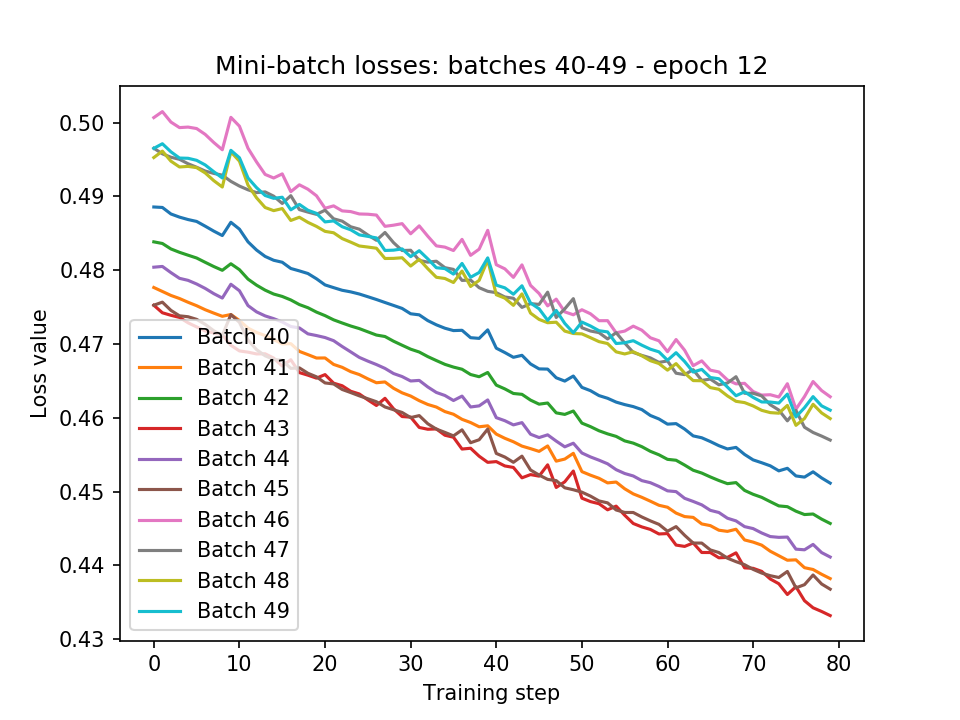 Mini-batch losses: batches 40-49 - epoch 12
Loss value
0.50
0.49
0.48
0.47
0.46
0.45
0.44
0.43
Batch 40
Batch 41
Batch 42
Batch 43
Batch 44
Batch 45
Batch 46
Batch 47
Batch 48
Batch 49
0 10 20 30 40 50 60 70 80
Training step